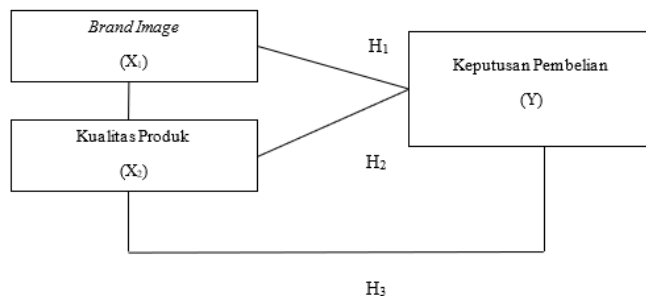 Brand Image
(X₁)
H₁
Keputusan Pembelian
(Y)
Kualitas Produk
(X₂)
H₂
H₃